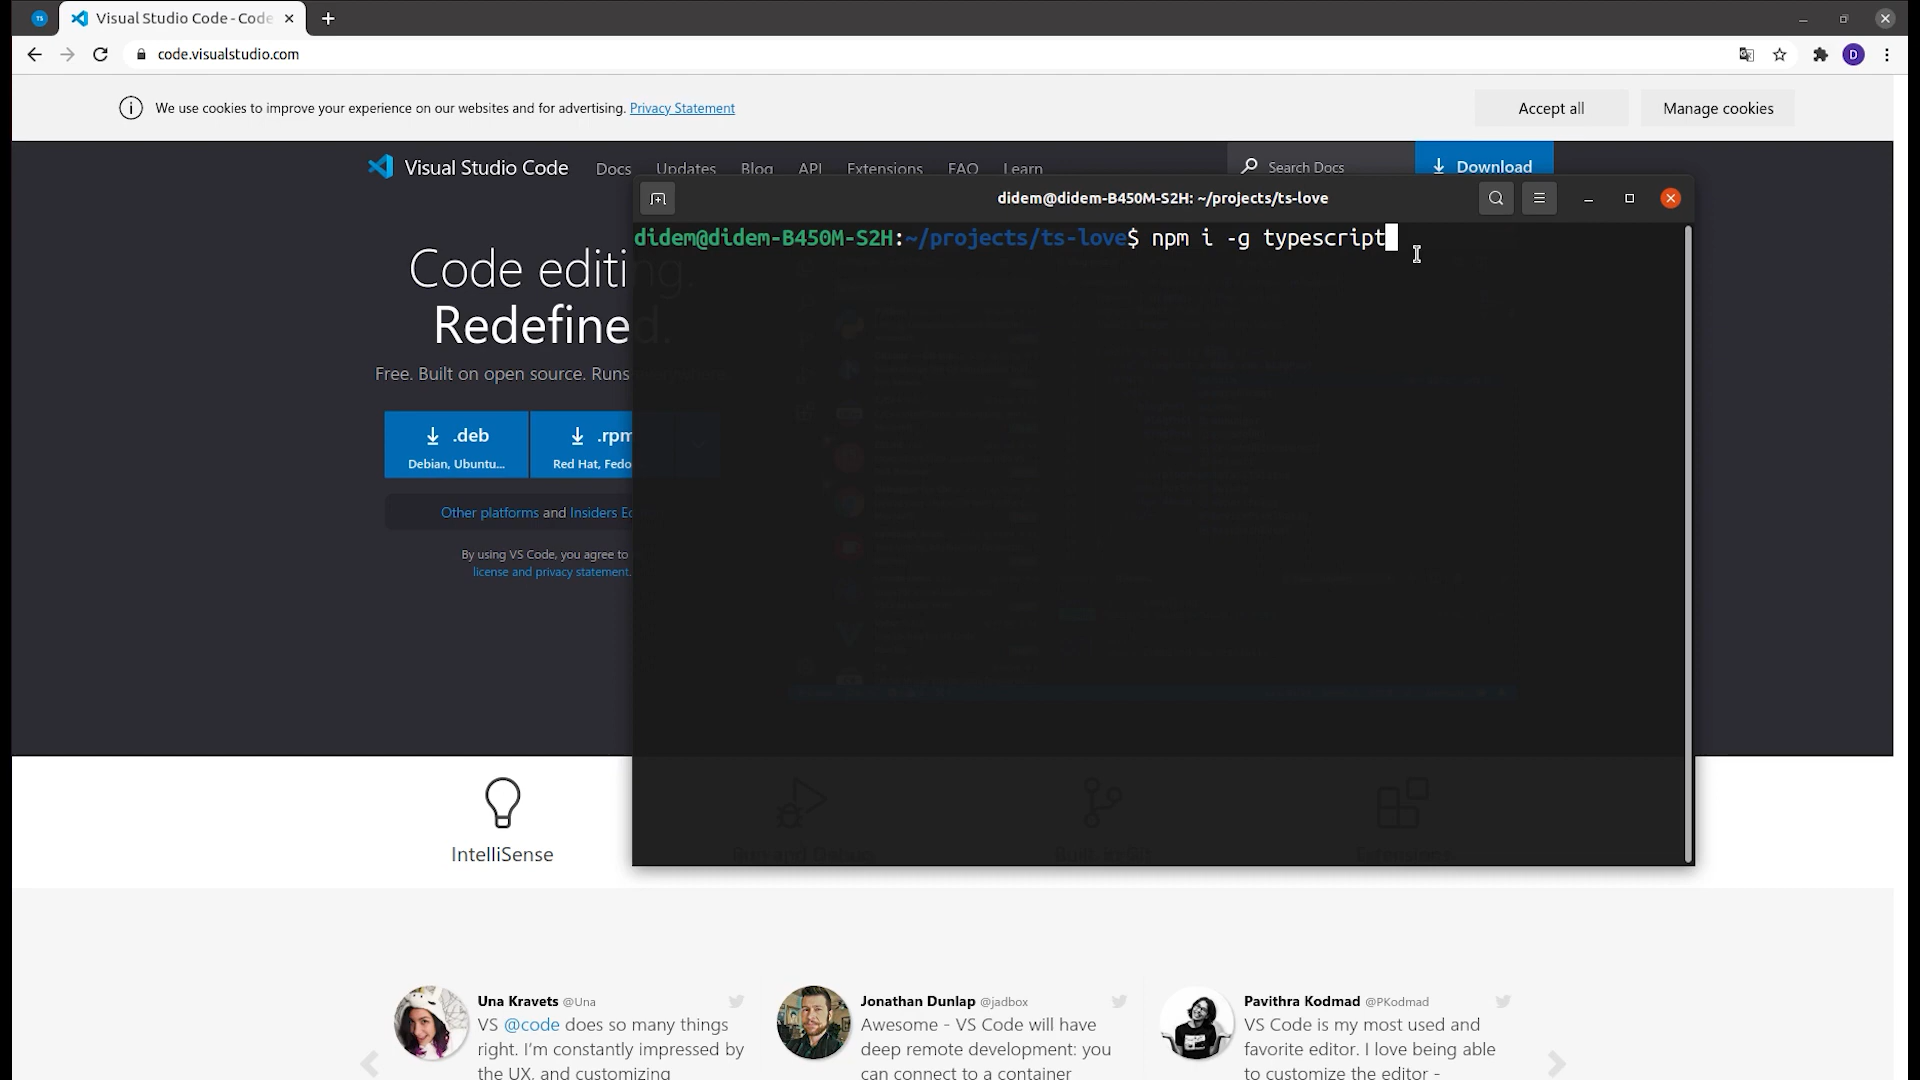 TS
Visual Studio Code - Code
code.visualstudio.com
D
We use cookies to improve your experience on our websites and for advertising. Privacy Statement
Accept all
Manage cookies
Visual Studio Code
Docs
Updates
Blog
API
Extensions
FAQ
Learn
Search Docs
Download
didem@didem-B450M-S2H: ~/projects/ts-love
didem@didem-B450M-S2H:~/projects/ts-love$ npm i -g typescript
Code editing.
Redefined.
Free. Built on open source. Runs
.deb
Debian, Ubuntu...
.rpm
Red Hat, Fedo
Other platforms and Insiders Ed
By using VS Code, you agree to
license and privacy statement.
IntelliSense
Una Kravets @Una
VS @code does so many things
right. I'm constantly impressed by
the UX, and customizing
Jonathan Dunlap @jadbox
Awesome - VS Code will have
deep remote development: you
can connect to a container
Pavithra Kodmad @PKodmad
VS Code is my most used and
favorite editor. I love being able
to customize the editor -